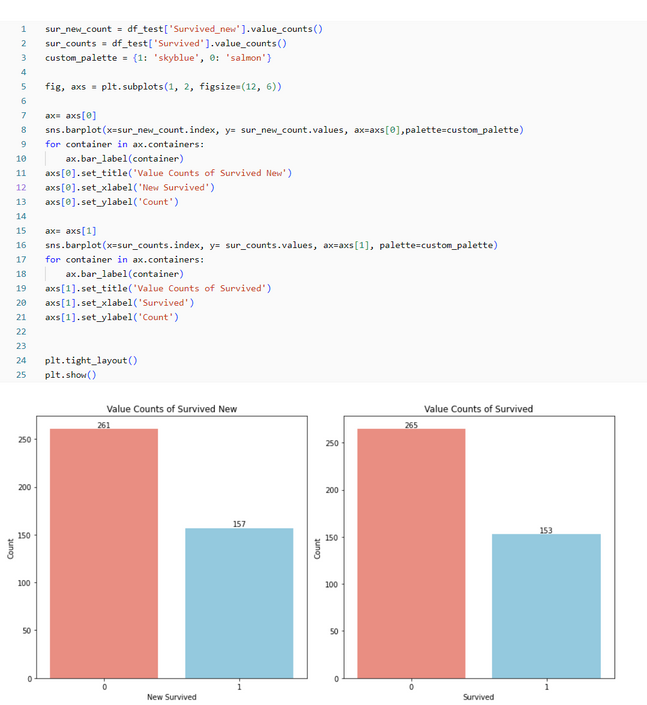 1 sur_new_count = df_test['Survived_new'].value_counts()
2 sur_counts = df_test['Survived'].value_counts()
3 custom_palette = {1: 'skyblue', 0: 'salmon'}
4
5 fig, axs = plt.subplots(1, 2, figsize=(12, 6))
6
7 ax= axs[0]
8 sns.barplot(x=sur_new_count.index, y= sur_new_count.values, ax=axs[0],palette=custom_palette)
9 for container in ax.containers:
10     ax.bar_label(container)
11 axs[0].set_title('Value Counts of Survived New')
12 axs[0].set_xlabel('New Survived')
13 axs[0].set_ylabel('Count')
14
15 ax= axs[1]
16 sns.barplot(x=sur_counts.index, y= sur_counts.values, ax=axs[1], palette=custom_palette)
17 for container in ax.containers:
18     ax.bar_label(container)
19 axs[1].set_title('Value Counts of Survived')
20 axs[1].set_xlabel('Survived')
21 axs[1].set_ylabel('Count')
22
23
24 plt.tight_layout()
25 plt.show()
Value Counts of Survived New
261
157
250
200
150
100
50
0
Count
0 1
New Survived
Value Counts of Survived
265
153
250
200
150
100
50
0
Count
0 1
Survived